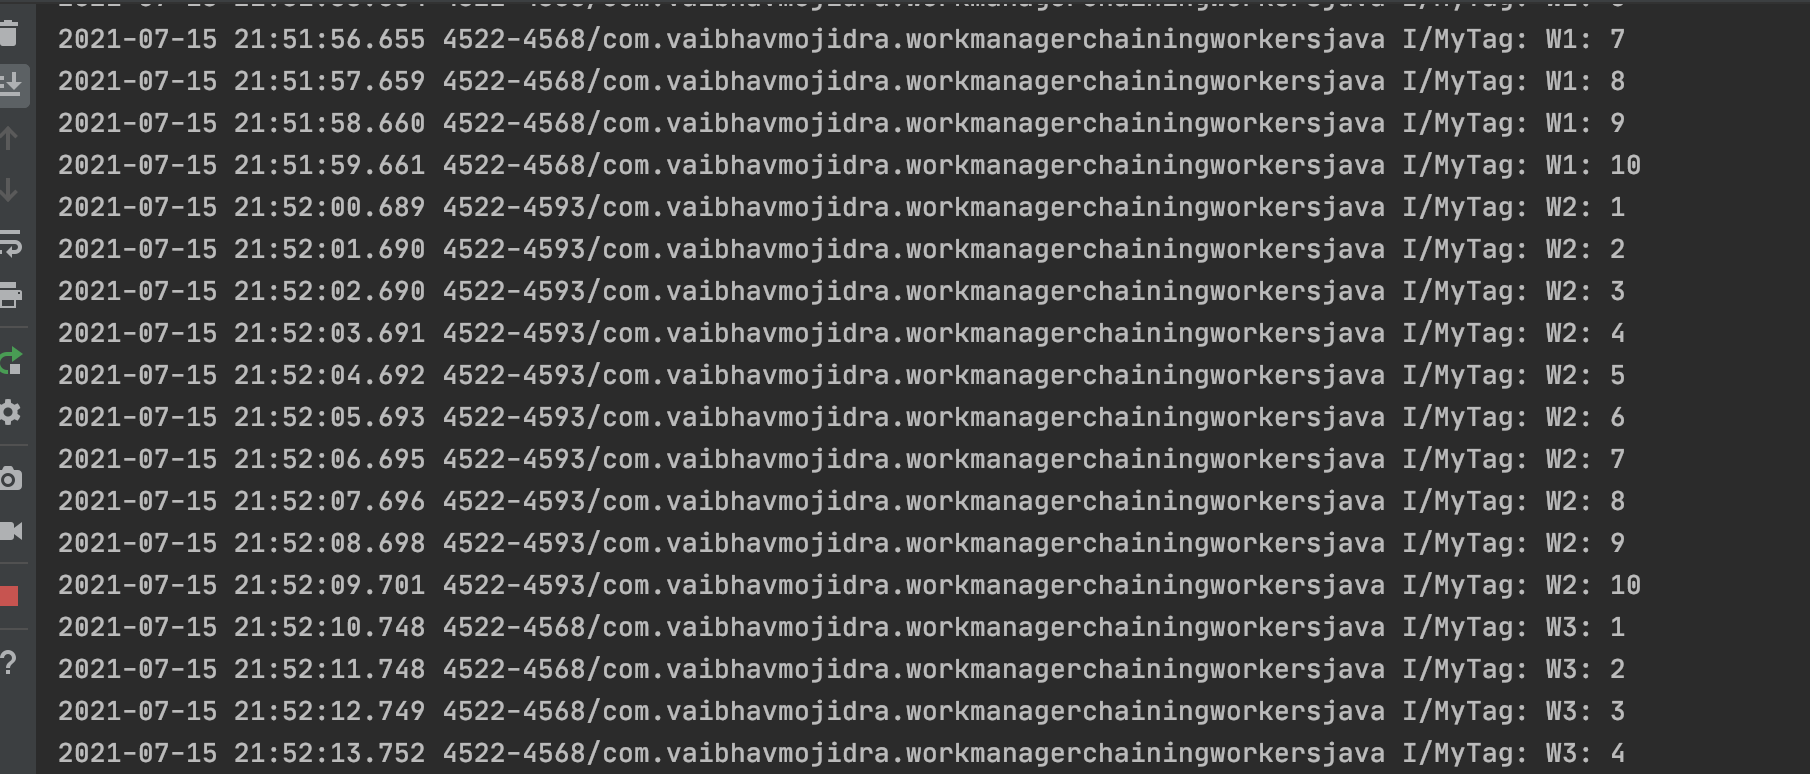 2021-07-15 21:51:56.655 4522-4568/com.vaibhavmojidra.workmanagerchainingworkersjava I/MyTag: W1: 7
2021-07-15 21:51:57.659 4522-4568/com.vaibhavmojidra.workmanagerchainingworkersjava I/MyTag: W1: 8
2021-07-15 21:51:58.660 4522-4568/com.vaibhavmojidra.workmanagerchainingworkersjava I/MyTag: W1: 9
2021-07-15 21:51:59.661 4522-4568/com.vaibhavmojidra.workmanagerchainingworkersjava I/MyTag: W1: 10
2021-07-15 21:52:00.689 4522-4593/com.vaibhavmojidra.workmanagerchainingworkersjava I/MyTag: W2: 1
2021-07-15 21:52:01.690 4522-4593/com.vaibhavmojidra.workmanagerchainingworkersjava I/MyTag: W2: 2
2021-07-15 21:52:02.690 4522-4593/com.vaibhavmojidra.workmanagerchainingworkersjava I/MyTag: W2: 3
2021-07-15 21:52:03.691 4522-4593/com.vaibhavmojidra.workmanagerchainingworkersjava I/MyTag: W2: 4
2021-07-15 21:52:04.692 4522-4593/com.vaibhavmojidra.workmanagerchainingworkersjava I/MyTag: W2: 5
2021-07-15 21:52:05.693 4522-4593/com.vaibhavmojidra.workmanagerchainingworkersjava I/MyTag: W2: 6
2021-07-15 21:52:06.695 4522-4593/com.vaibhavmojidra.workmanagerchainingworkersjava I/MyTag: W2: 7
2021-07-15 21:52:07.696 4522-4593/com.vaibhavmojidra.workmanagerchainingworkersjava I/MyTag: W2: 8
2021-07-15 21:52:08.698 4522-4593/com.vaibhavmojidra.workmanagerchainingworkersjava I/MyTag: W2: 9
2021-07-15 21:52:09.701 4522-4593/com.vaibhavmojidra.workmanagerchainingworkersjava I/MyTag: W2: 10
2021-07-15 21:52:10.748 4522-4568/com.vaibhavmojidra.workmanagerchainingworkersjava I/MyTag: W3: 1
2021-07-15 21:52:11.748 4522-4568/com.vaibhavmojidra.workmanagerchainingworkersjava I/MyTag: W3: 2
2021-07-15 21:52:12.749 4522-4568/com.vaibhavmojidra.workmanagerchainingworkersjava I/MyTag: W3: 3
2021-07-15 21:52:13.752 4522-4568/com.vaibhavmojidra.workmanagerchainingworkersjava I/MyTag: W3: 4